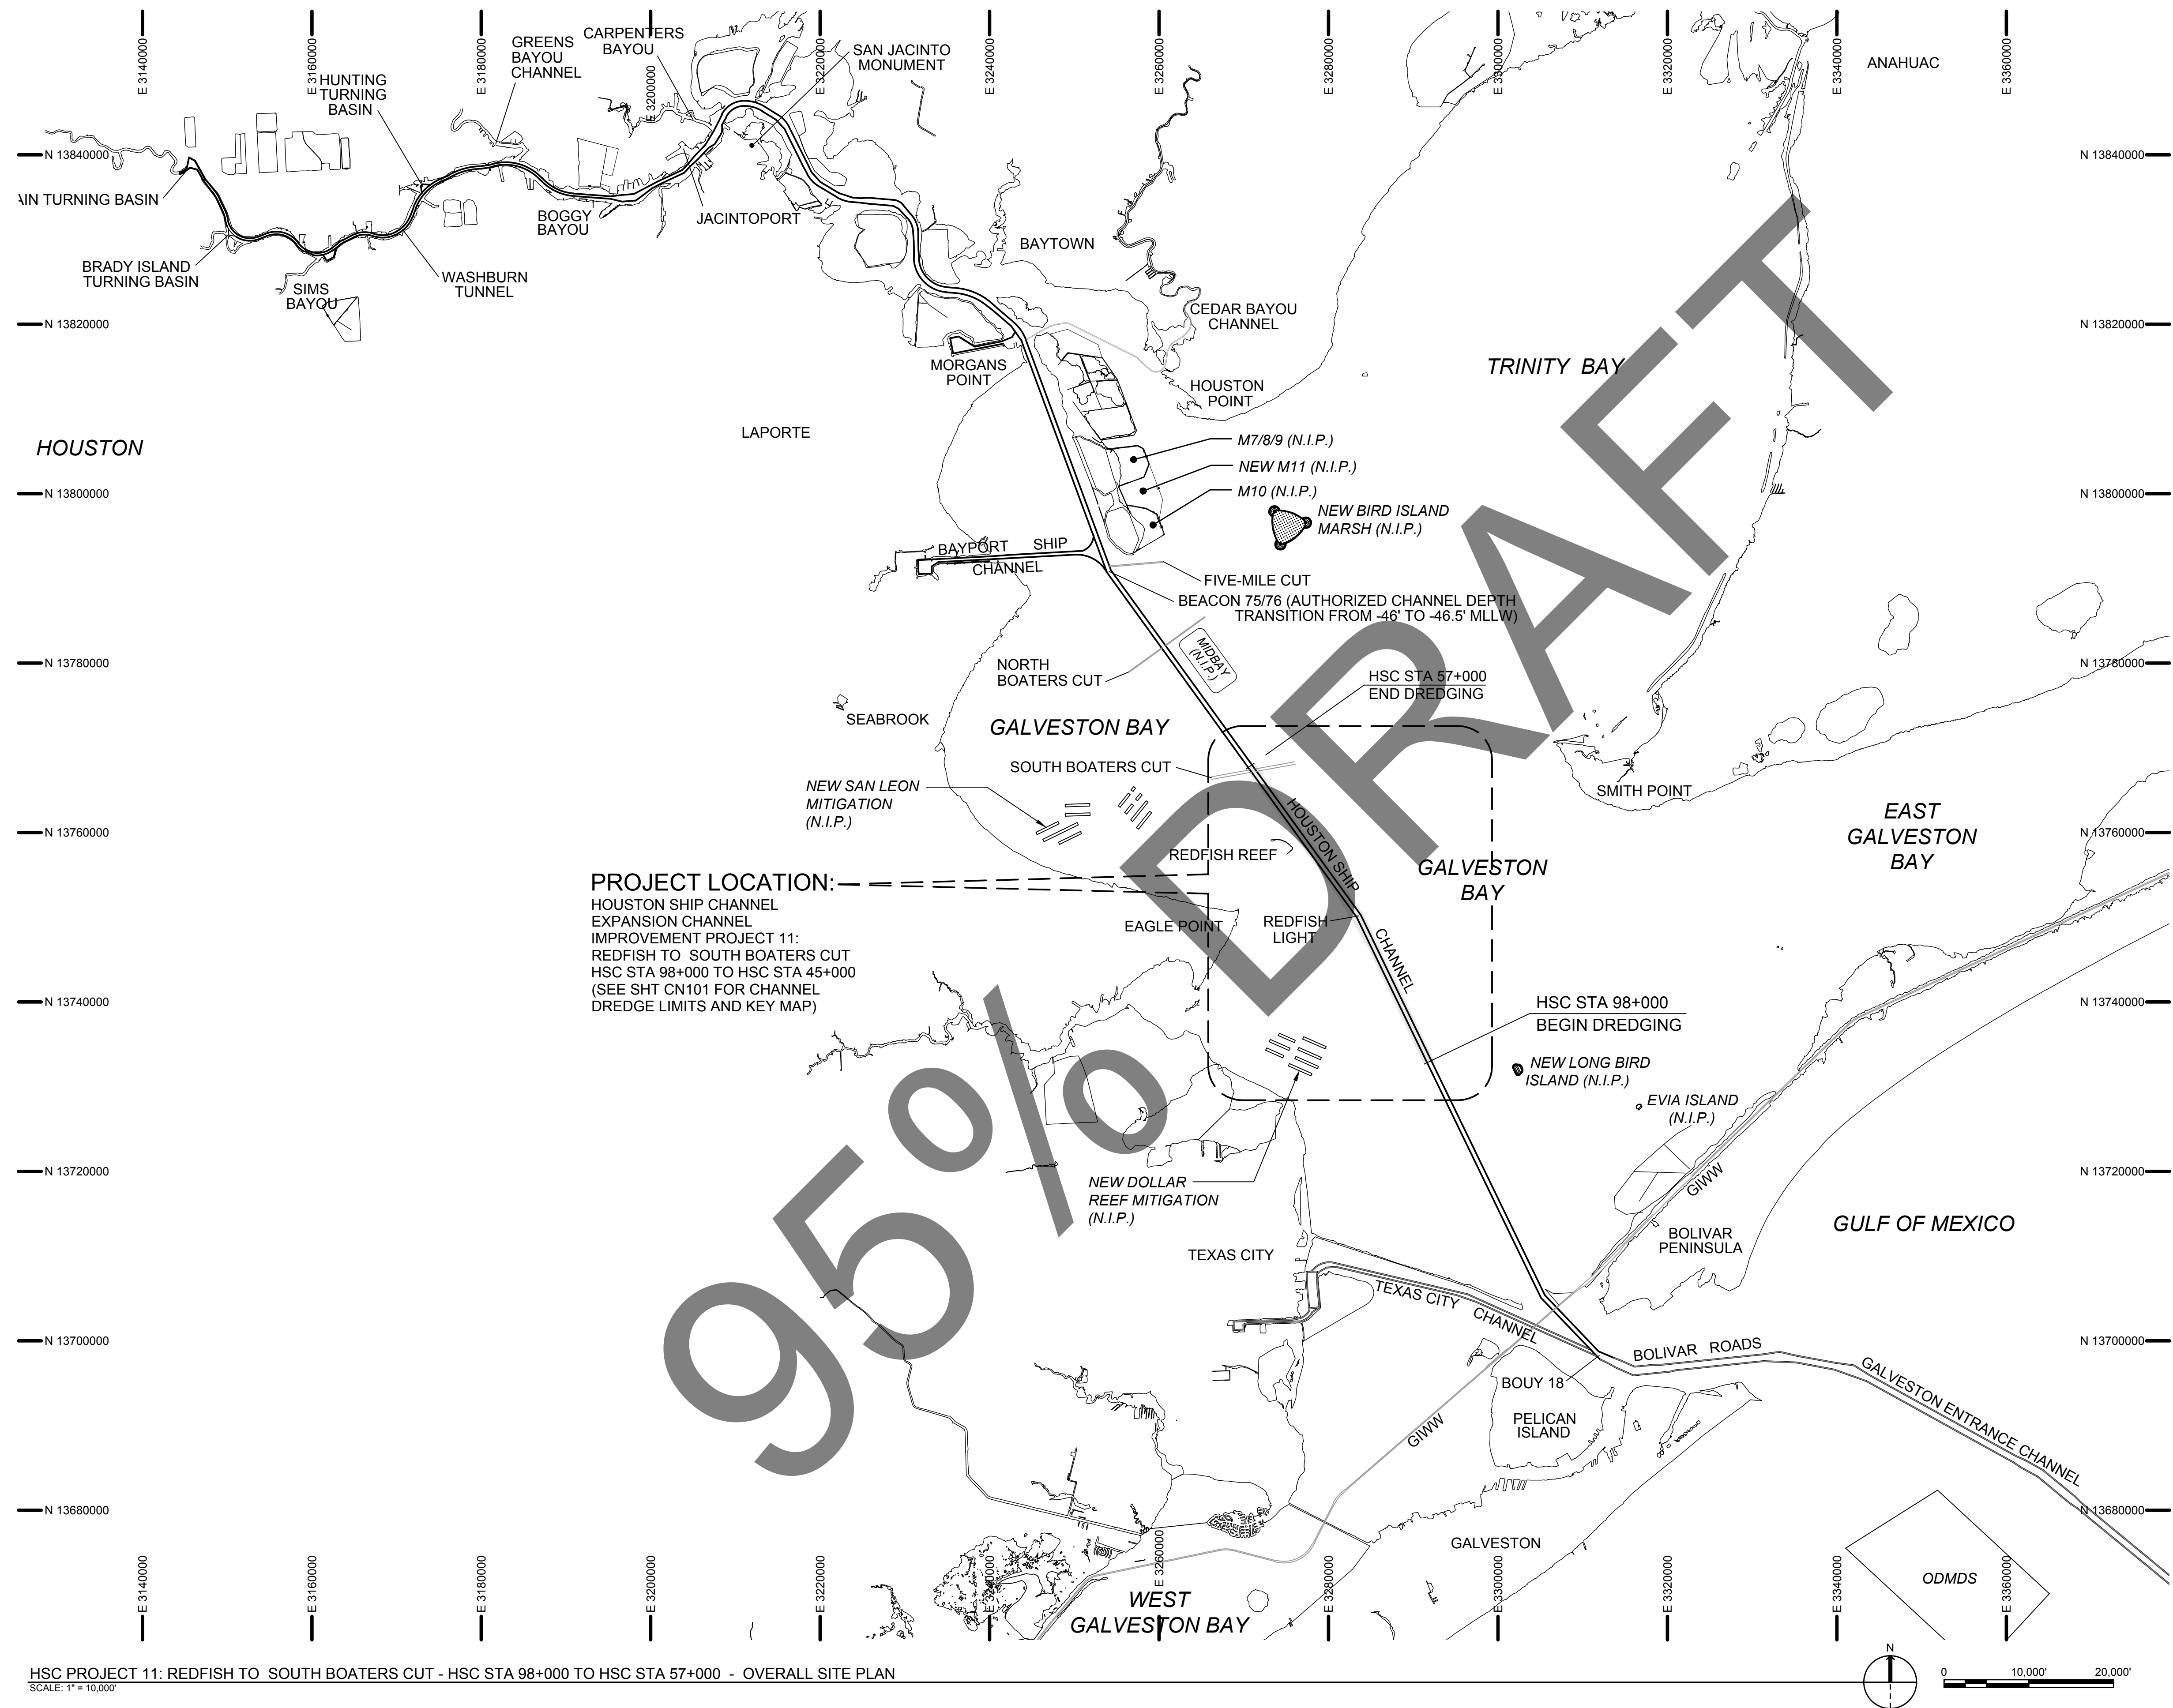 E 3140000
E 3160000
E 3180000
E 3200000
E 3220000
E 3240000
E 3260000
E 3280000
E 3300000
E 3320000
E 3340000
E 3360000
GREENS
BAYOU
CHANNEL
CARPENTERS
BAYOU
SAN JACINTO
MONUMENT
ANAHUAC
HUNTING
TURNING
BASIN
N 13840000
N 13840000
AIN TURNING BASIN
BOGGY
BAYOU
JACINTOPORT
BAYTOWN
BRADY ISLAND
TURNING BASIN
SIMS
BAYOU
WASHBURN
TUNNEL
CEDAR BAYOU
CHANNEL
N 13820000
N 13820000
MORGANS
POINT
TRINITY BAY
HOUSTON
POINT
LAPORTE
HOUSTON
M7/8/9 (N.I.P.)
NEW M11 (N.I.P.)
M10 (N.I.P.)
N 13800000
N 13800000
NEW BIRD ISLAND
MARSH (N.I.P.)
BAYPORT SHIP
CHANNEL
FIVE-MILE CUT
BEACON 75/76 (AUTHORIZED CHANNEL DEPTH
TRANSITION FROM -46' TO -46.5' MLLW)
MIDBAY
(N.I.P.)
N 13780000
N 13780000
NORTH
BOATERS CUT
HSC STA 57+000
END DREDGING
SEABROOK
GALVESTON BAY
SOUTH BOATERS CUT
NEW SAN LEON
MITIGATION
(N.I.P.)
SMITH POINT
EAST
GALVESTON
BAY
N 13760000
N 13760000
HOUSTON SHIP
CHANNEL
REDFISH REEF
GALVESTON
BAY
PROJECT LOCATION:
HOUSTON SHIP CHANNEL
EXPANSION CHANNEL
IMPROVEMENT PROJECT 11:
REDFISH TO SOUTH BOATERS CUT
HSC STA 98+000 TO HSC STA 45+000
(SEE SHT CN101 FOR CHANNEL
DREDGE LIMITS AND KEY MAP)
EAGLE POINT
REDFISH
LIGHT
N 13740000
N 13740000
HSC STA 98+000
BEGIN DREDGING
NEW LONG BIRD
ISLAND (N.I.P.)
EVIA ISLAND
(N.I.P.)
N 13720000
N 13720000
NEW DOLLAR
REEF MITIGATION
(N.I.P.)
GIWW
GULF OF MEXICO
BOLIVAR
PENINSULA
TEXAS CITY
TEXAS CITY CHANNEL
N 13700000
N 13700000
BOLIVAR ROADS
GALVESTON ENTRANCE CHANNEL
BOUY 18
PELICAN
ISLAND
GIWW
N 13680000
N 13680000
GALVESTON
ODMDS
WEST
GALVESTON BAY
E 3140000
E 3160000
E 3180000
E 3200000
E 3220000
E 3240000
E 3260000
E 3280000
E 3300000
E 3320000
E 3340000
E 3360000
95% DRAFT
HSC PROJECT 11: REDFISH TO SOUTH BOATERS CUT - HSC STA 98+000 TO HSC STA 57+000 - OVERALL SITE PLAN
SCALE: 1" = 10,000'
N
0 10,000' 20,000'